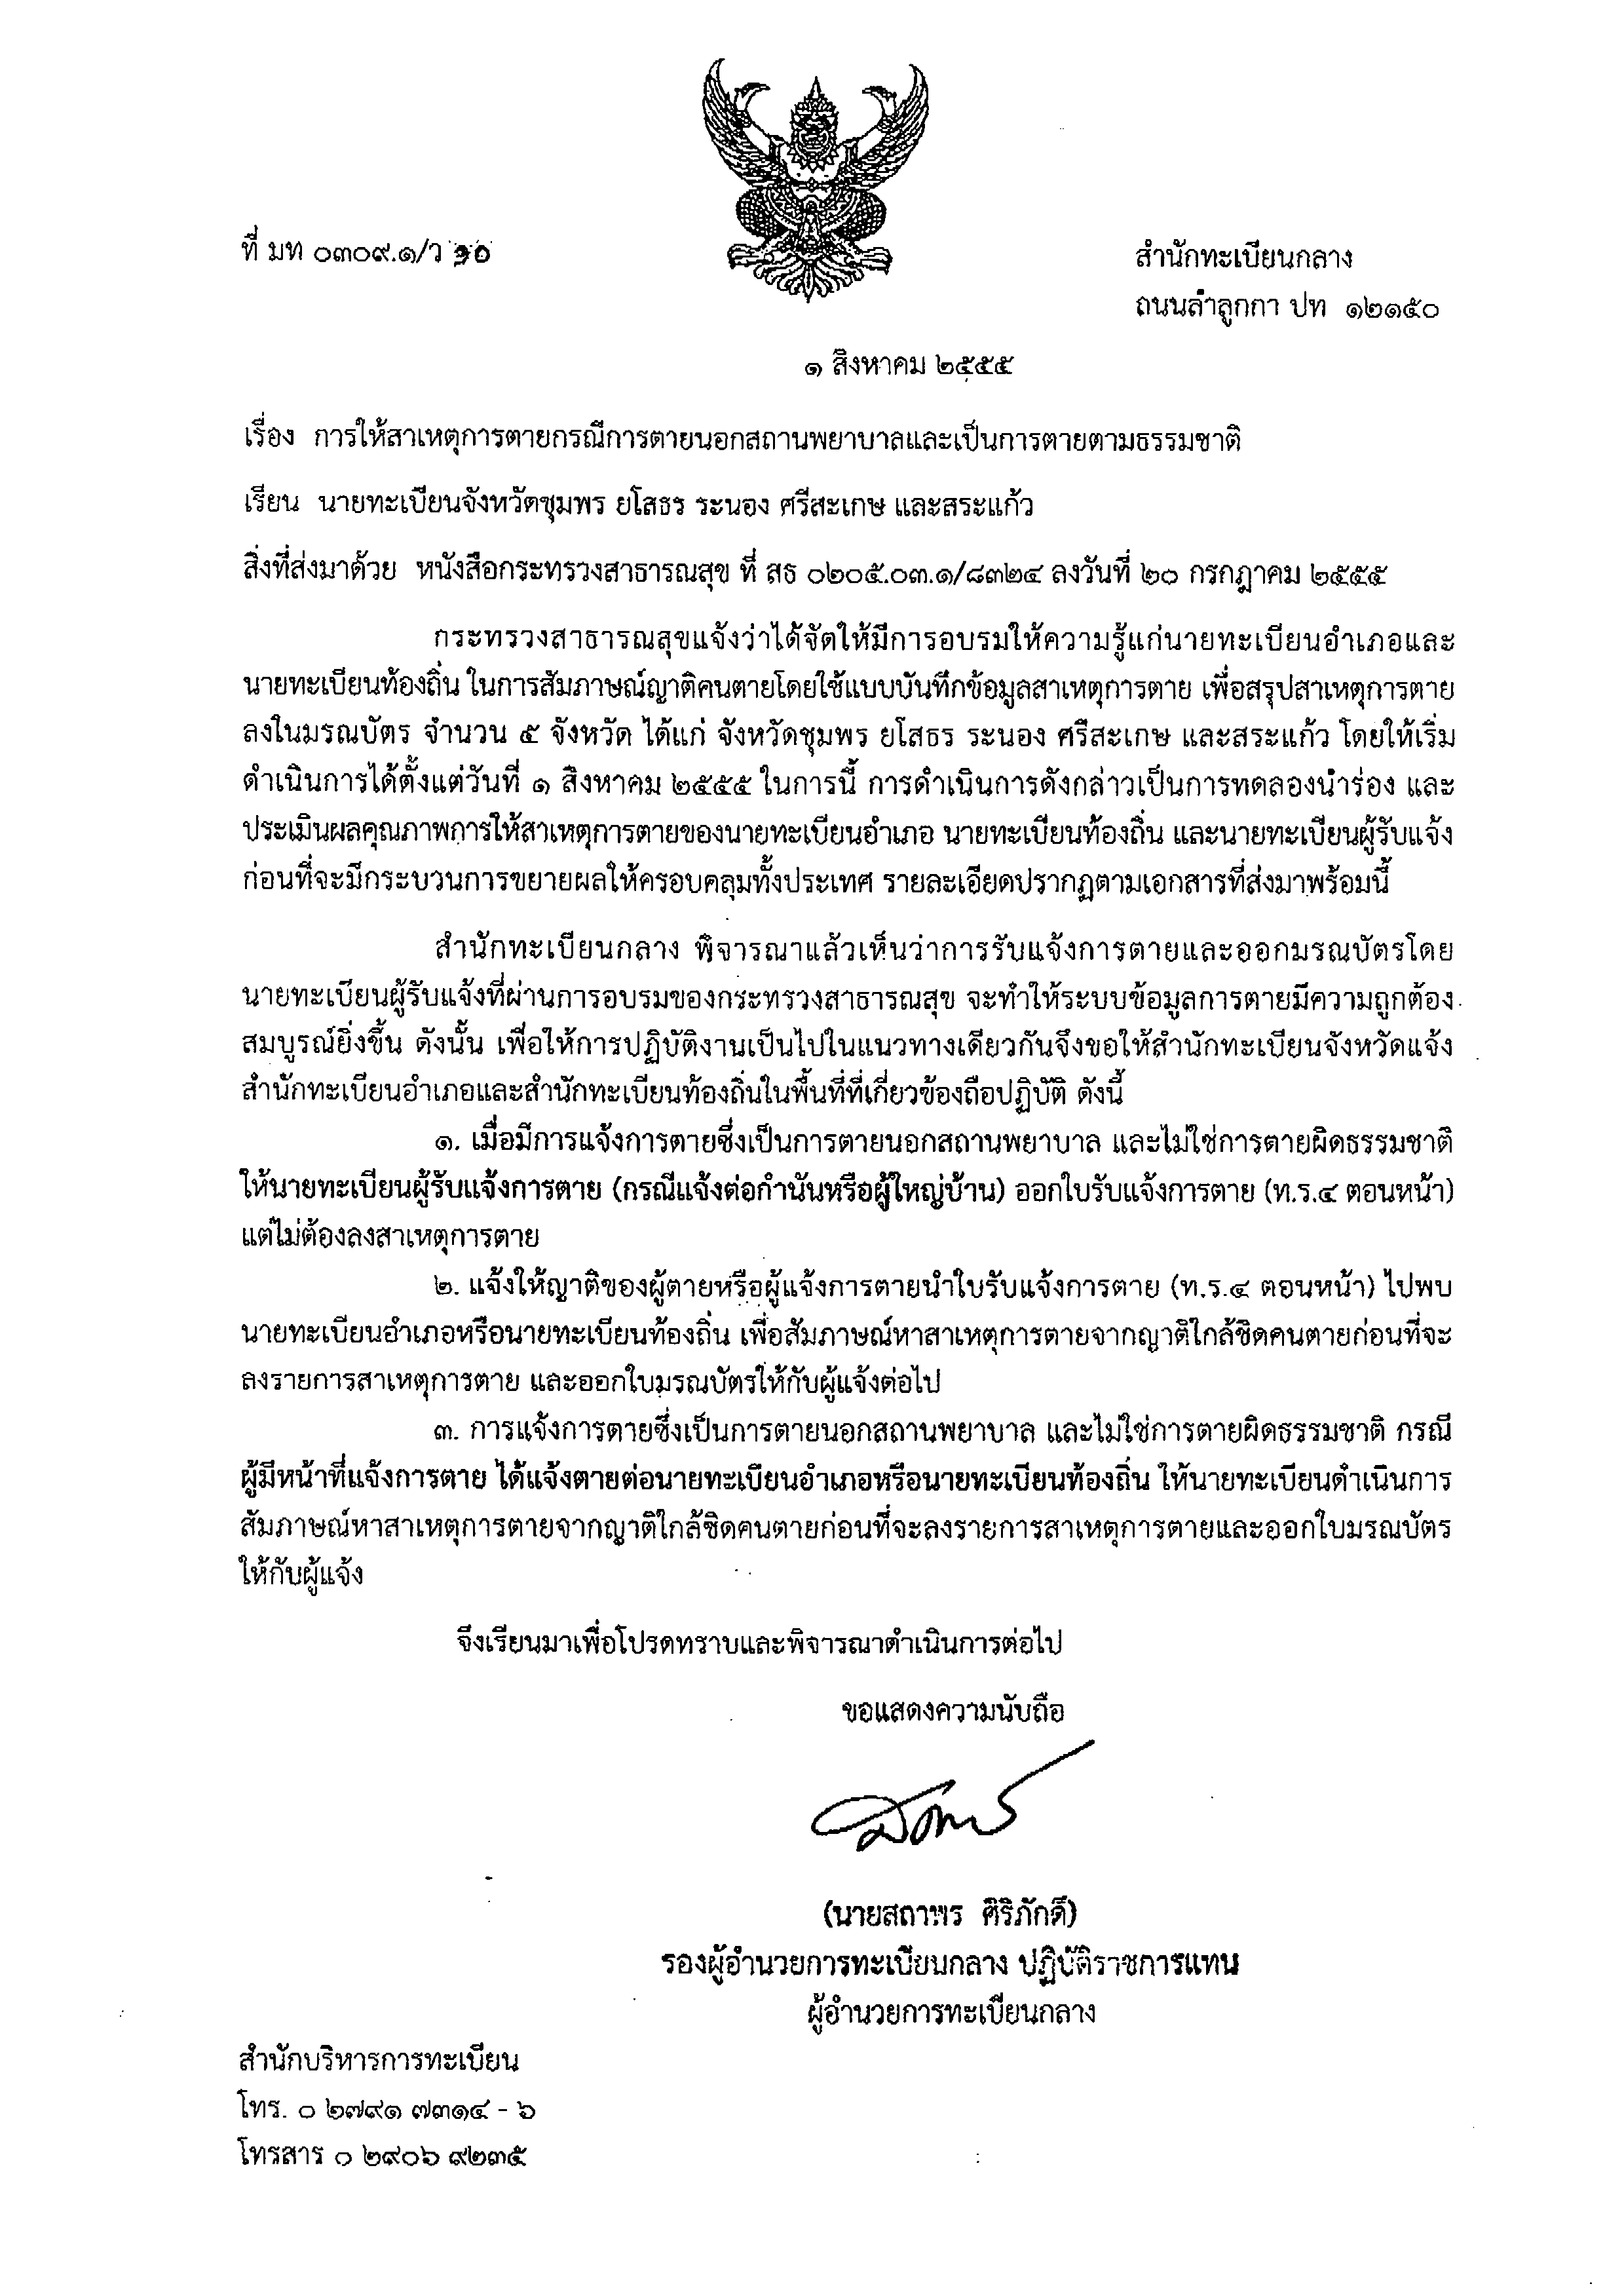 ที่ มท ๐๓๐๙.๑/ว ๑๐
สำนักทะเบียนกลาง
ถนนลำลูกกา ปท ๑๒๑๕๐
๑ สิงหาคม ๒๕๕๕
เรื่อง การให้สาเหตุการตายกรณีการตายนอกสถานพยาบาลและเป็นการตายตามธรรมชาติ
เรียน นายทะเบียนจังหวัดชุมพร ยโสธร ระนอง ศรีสะเกษ และสระแก้ว
สิ่งที่ส่งมาด้วย หนังสือกระทรวงสาธารณสุข ที่ สธ ๐๒๐๕.๐๓.๑/๘๓๒๔ ลงวันที่ ๒๐ กรกฎาคม ๒๕๕๕
กระทรวงสาธารณสุขแจ้งว่าได้จัดให้มีการอบรมให้ความรู้แก่นายทะเบียนอำเภอและ
นายทะเบียนท้องถิ่น ในการสัมภาษณ์ญาติคนตายโดยใช้แบบบันทึกข้อมูลสาเหตุการตาย เพื่อสรุปสาเหตุการตาย
ลงในมรณบัตร จำนวน ๕ จังหวัด ได้แก่ จังหวัดชุมพร ยโสธร ระนอง ศรีสะเกษ และสระแก้ว โดยให้เริ่ม
ดำเนินการได้ตั้งแต่วันที่ ๑ สิงหาคม ๒๕๕๕ ในการนี้ การดำเนินการดังกล่าวเป็นการทดลองนำร่อง และ
ประเมินผลคุณภาพการให้สาเหตุการตายของนายทะเบียนอำเภอ นายทะเบียนท้องถิ่น และนายทะเบียนผู้รับแจ้ง
ก่อนที่จะมีกระบวนการขยายผลให้ครอบคลุมทั้งประเทศ รายละเอียดปรากฏตามเอกสารที่ส่งมาพร้อมนี้
สำนักทะเบียนกลาง พิจารณาแล้วเห็นว่าการรับแจ้งการตายและออกมรณบัตรโดย
นายทะเบียนผู้รับแจ้งที่ผ่านการอบรมของกระทรวงสาธารณสุข จะทำให้ระบบข้อมูลการตายมีความถูกต้อง
สมบูรณ์ยิ่งขึ้น ดังนั้น เพื่อให้การปฏิบัติงานเป็นไปในแนวทางเดียวกันจึงขอให้สำนักทะเบียนจังหวัดแจ้ง
สำนักทะเบียนอำเภอและสำนักทะเบียนท้องถิ่นในพื้นที่ที่เกี่ยวข้องถือปฏิบัติ ดังนี้
๑. เมื่อมีการแจ้งการตายซึ่งเป็นการตายนอกสถานพยาบาล และไม่ใช่การตายผิดธรรมชาติ
ให้นายทะเบียนผู้รับแจ้งการตาย (กรณีแจ้งต่อกำนันหรือผู้ใหญ่บ้าน) ออกใบรับแจ้งการตาย (ท.ร.๔ ตอนหน้า)
แต่ไม่ต้องลงสาเหตุการตาย
๒. แจ้งให้ญาติของผู้ตายหรือผู้แจ้งการตายนำใบรับแจ้งการตาย (ท.ร.๔ ตอนหน้า) ไปพบ
นายทะเบียนอำเภอหรือนายทะเบียนท้องถิ่น เพื่อสัมภาษณ์หาสาเหตุการตายจากญาติใกล้ชิดคนตายก่อนที่จะ
ลงรายการสาเหตุการตาย และออกใบมรณบัตรให้กับผู้แจ้งต่อไป
๓. การแจ้งการตายซึ่งเป็นการตายนอกสถานพยาบาล และไม่ใช่การตายผิดธรรมชาติ กรณี
ผู้มีหน้าที่แจ้งการตาย ได้แจ้งตายต่อนายทะเบียนอำเภอหรือนายทะเบียนท้องถิ่น ให้นายทะเบียนดำเนินการ
สัมภาษณ์หาสาเหตุการตายจากญาติใกล้ชิดคนตายก่อนที่จะลงรายการสาเหตุการตายและออกใบมรณบัตร
ให้กับผู้แจ้ง
จึงเรียนมาเพื่อโปรดทราบและพิจารณาดำเนินการต่อไป
ขอแสดงความนับถือ
(นายสถาพร ศิริภักดี)
รองผู้อำนวยการทะเบียนกลาง ปฏิบัติราชการแทน
ผู้อำนวยการทะเบียนกลาง
สำนักบริหารการทะเบียน
โทร. ๐ ๒๗๙๑ ๗๓๑๔ - ๖
โทรสาร ๐ ๒๙๐๖ ๙๒๓๕